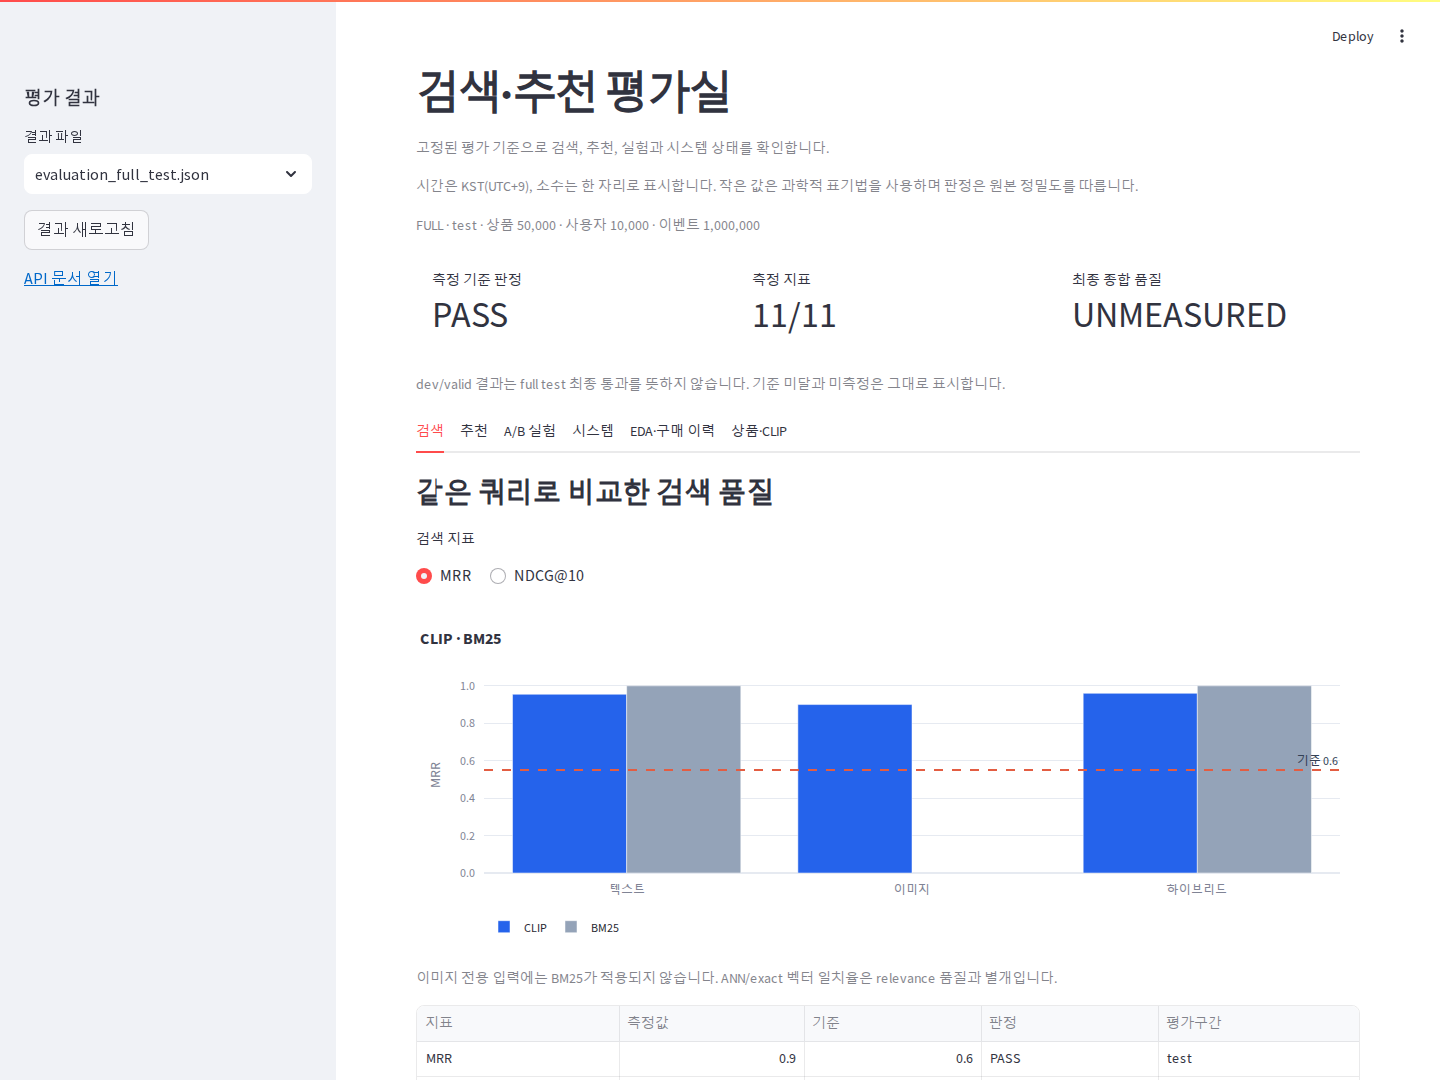 Deploy
평가 결과
결과 파일
evaluation_full_test.json
결과 새로고침
API 문서 열기
검색·추천 평가실
고정된 평가 기준으로 검색, 추천, 실험과 시스템 상태를 확인합니다.
시간은 KST(UTC+9), 소수는 한 자리로 표시합니다. 작은 값은 과학적 표기법을 사용하며 판정은 원본 정밀도를 따릅니다.
FULL · test · 상품 50,000 · 사용자 10,000 · 이벤트 1,000,000
측정 기준 판정 측정 지표 최종 종합 품질
PASS 11/11 UNMEASURED
dev/valid 결과는 full test 최종 통과를 뜻하지 않습니다. 기준 미달과 미측정은 그대로 표시합니다.
검색 추천 A/B 실험 시스템 EDA·구매 이력 상품·CLIP
같은 쿼리로 비교한 검색 품질
검색 지표
MRR NDCG@10
CLIP · BM25
1.0
0.8
0.6
0.4
0.2
0.0
MRR
기준 0.6
텍스트 이미지 하이브리드
CLIP BM25
이미지 전용 입력에는 BM25가 적용되지 않습니다. ANN/exact 벡터 일치율은 relevance 품질과 별개입니다.
지표 측정값 기준 판정 평가구간
MRR 0.9 0.6 PASS test